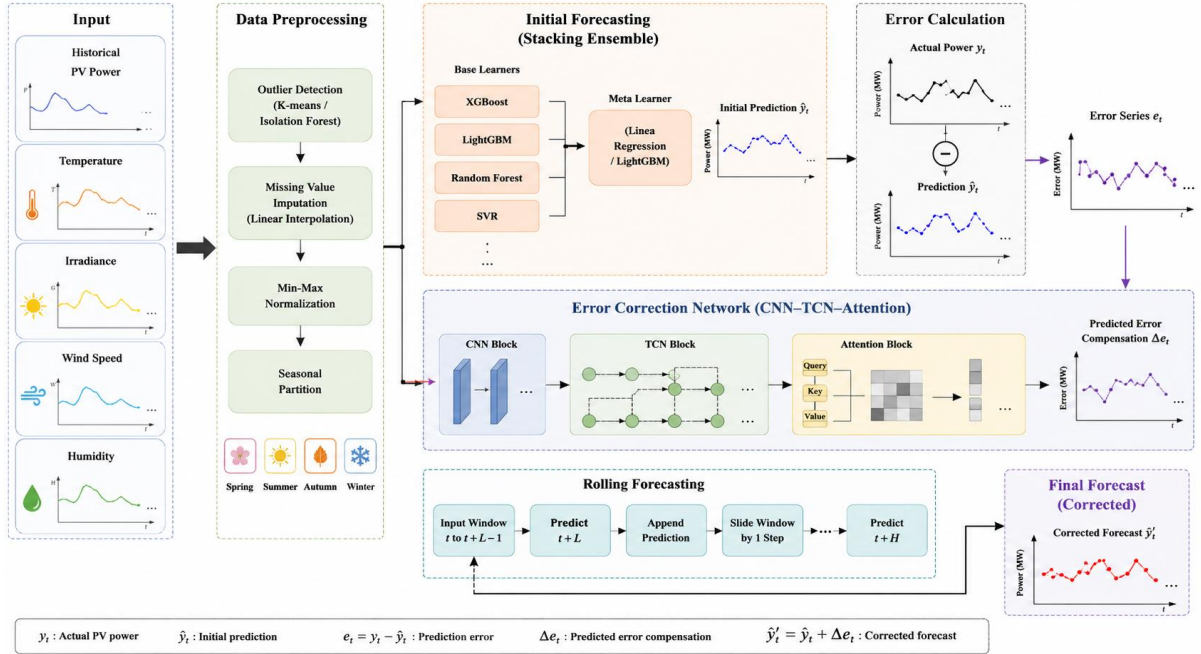 Input
Historical
PV Power
P
t
Temperature
T
...
t
Irradiance
G
...
t
Wind Speed
W
...
t
Humidity
H
...
t
Data Preprocessing
Outlier Detection
(K-means /
Isolation Forest)
Missing Value
Imputation
(Linear Interpolation)
Min-Max
Normalization
Seasonal
Partition
Spring Summer Autumn Winter
Initial Forecasting
(Stacking Ensemble)
Base Learners
XGBoost
LightGBM
Random Forest
SVR
Meta Learner
(Linea
Regression
/ LightGBM)
Initial Prediction ŷt
Power (MW)
...
t
Error Calculation
Actual Power yt
Power (MW)
...
t
−
Prediction ŷt
Power (MW)
...
t
Error Series et
Error (MW)
...
t
Error Correction Network (CNN–TCN–Attention)
CNN Block
...
TCN Block
...
...
Attention Block
Query
Key
Value
...
Predicted Error
Compensation Δet
Error (MW)
...
t
Rolling Forecasting
Input Window
t to t+L−1
Predict
t+L
Append
Prediction
Slide Window
by 1 Step
Predict
t+H
Final Forecast
(Corrected)
Corrected Forecast ŷ′t
Power (MW)
...
t
yt : Actual PV power ŷt : Initial prediction et = yt − ŷt : Prediction error Δet : Predicted error compensation ŷ′t = ŷt + Δet : Corrected forecast